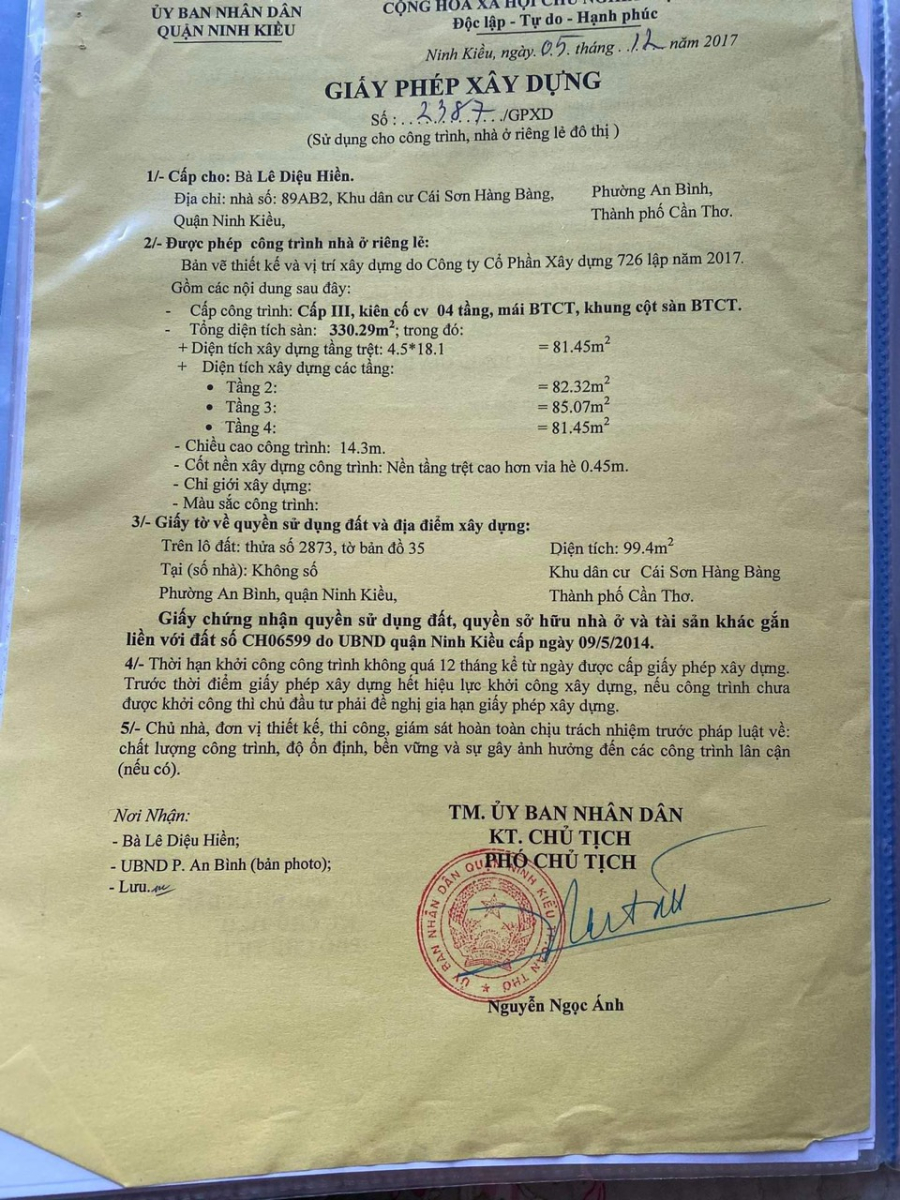 ỦY BAN NHÂN DÂN
QUẬN NINH KIỀU
CỘNG HÒA XÃ HỘI CHỦ NGHĨA
Độc lập - Tự do - Hạnh phúc
Ninh Kiều, ngày.05.tháng..12 năm 2017
GIẤY PHÉP XÂY DỰNG
Số :....2387..../GPXD
(Sử dụng cho công trình, nhà ở riêng lẻ đô thị )
1/- Cấp cho: Bà Lê Diệu Hiền.
Địa chỉ: nhà số: 89AB2, Khu dân cư Cái Sơn Hàng Bàng, Phường An Bình,
Quận Ninh Kiều, Thành phố Cần Thơ.
2/- Được phép công trình nhà ở riêng lẻ:
Bản vẽ thiết kế và vị trí xây dựng do Công ty Cổ Phần Xây dựng 726 lập năm 2017.
Gồm các nội dung sau đây:
- Cấp công trình: Cấp III, kiên cố cv 04 tầng, mái BTCT, khung cột sàn BTCT.
- Tổng diện tích sàn: 330.29m²; trong đó:
+ Diện tích xây dựng tầng trệt: 4.5*18.1 = 81.45m²
+ Diện tích xây dựng các tầng:
• Tầng 2: = 82.32m²
• Tầng 3: = 85.07m²
• Tầng 4: = 81.45m²
- Chiều cao công trình: 14.3m.
- Cốt nền xây dựng công trình: Nền tầng trệt cao hơn vỉa hè 0.45m.
- Chỉ giới xây dựng:
- Màu sắc công trình:
3/- Giấy tờ về quyền sử dụng đất và địa điểm xây dựng:
Trên lô đất: thửa số 2873, tờ bản đồ 35 Diện tích: 99.4m²
Tại (số nhà): Không số Khu dân cư Cái Sơn Hàng Bàng
Phường An Bình, quận Ninh Kiều, Thành phố Cần Thơ.
Giấy chứng nhận quyền sử dụng đất, quyền sở hữu nhà ở và tài sản khác gắn
liền với đất số CH06599 do UBND quận Ninh Kiều cấp ngày 09/5/2014.
4/- Thời hạn khởi công công trình không quá 12 tháng kể từ ngày được cấp giấy phép xây dựng.
Trước thời điểm giấy phép xây dựng hết hiệu lực khởi công xây dựng, nếu công trình chưa
được khởi công thì chủ đầu tư phải đề nghị gia hạn giấy phép xây dựng.
5/- Chủ nhà, đơn vị thiết kế, thi công, giám sát hoàn toàn chịu trách nhiệm trước pháp luật về:
chất lượng công trình, độ ổn định, bền vững và sự gây ảnh hưởng đến các công trình lân cận
(nếu có).
Nơi Nhận:
- Bà Lê Diệu Hiền;
- UBND P. An Bình (bản photo);
- Lưu.
TM. ỦY BAN NHÂN DÂN
KT. CHỦ TỊCH
PHÓ CHỦ TỊCH
ỦY BAN NHÂN DÂN QUẬN NINH KIỀU T.P CẦN THƠ
Nguyễn Ngọc Ánh